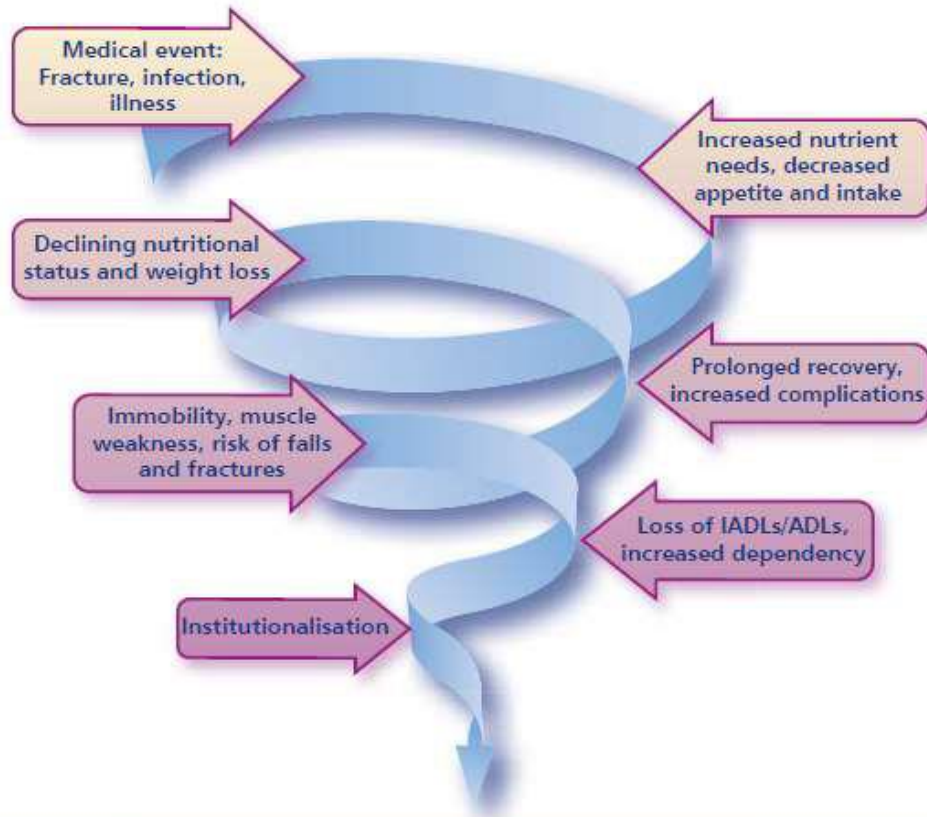 Medical event:
Fracture, infection,
illness
Increased nutrient
needs, decreased
appetite and intake
Declining nutritional
status and weight loss
Prolonged recovery,
increased complications
Immobility, muscle
weakness, risk of falls
and fractures
Loss of IADLs/ADLs,
increased dependency
Institutionalisation